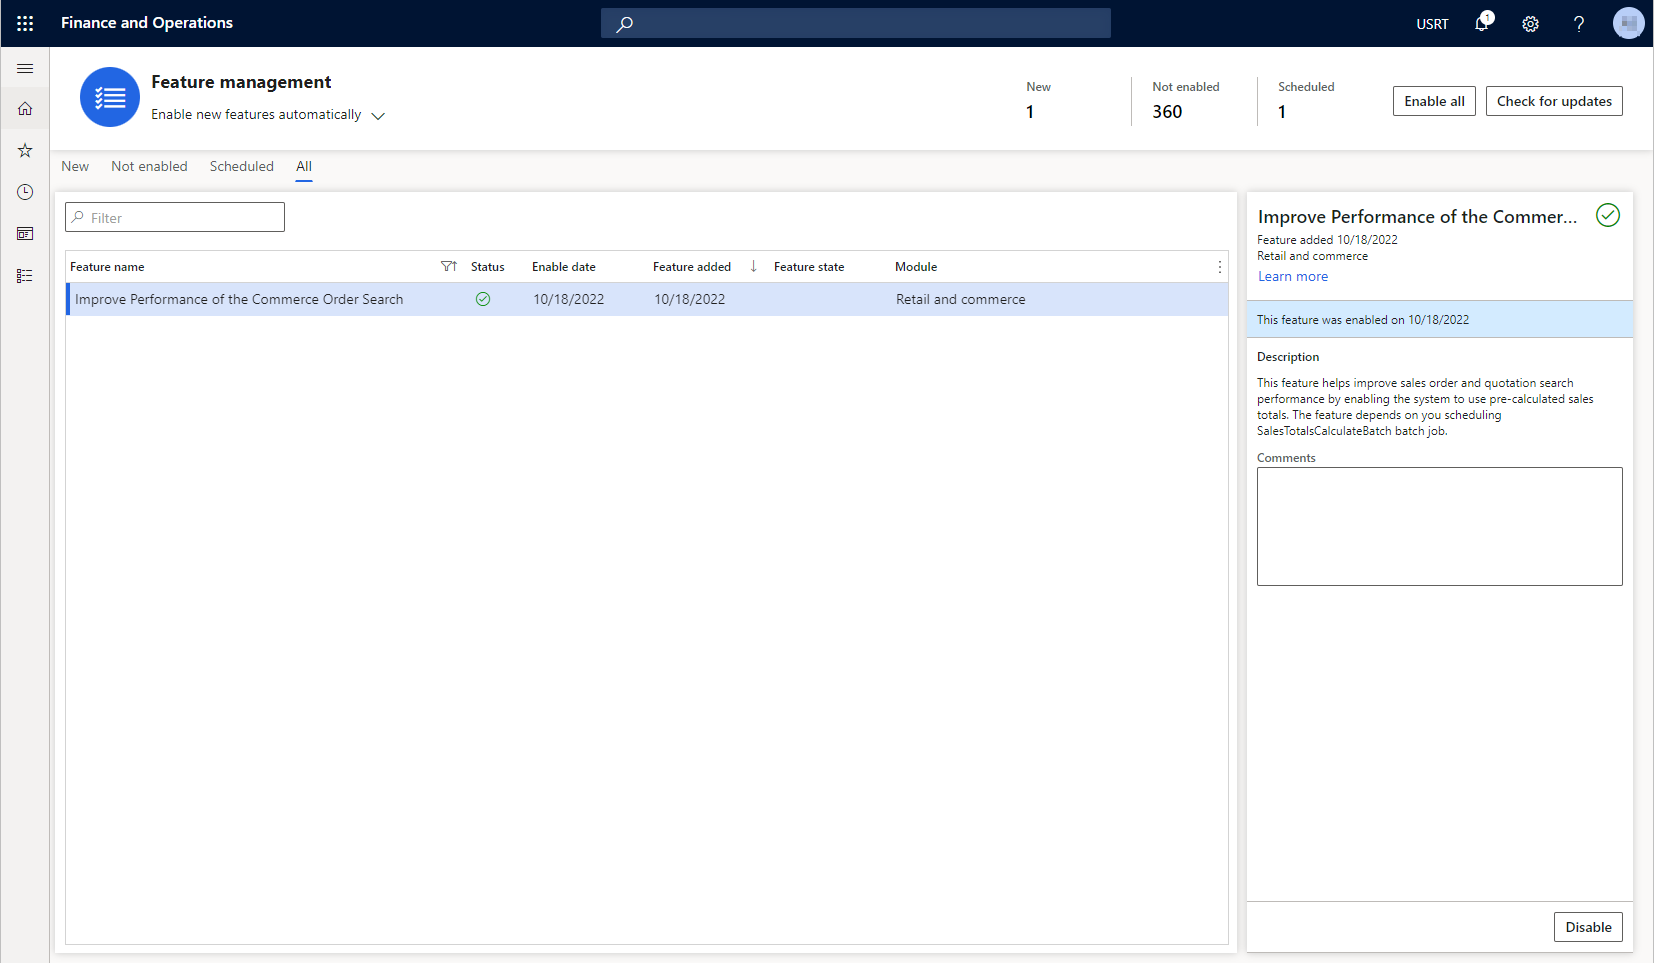 Finance and Operations
USRT
1
?
Feature management
Enable new features automatically
New
1
Not enabled
360
Scheduled
1
Enable all
Check for updates
New
Not enabled
Scheduled
All
Filter
Feature name
Status
Enable date
Feature added
Feature state
Module
Improve Performance of the Commerce Order Search
10/18/2022
10/18/2022
Retail and commerce
Improve Performance of the Commer...
Feature added 10/18/2022
Retail and commerce
Learn more
This feature was enabled on 10/18/2022
Description
This feature helps improve sales order and quotation search
performance by enabling the system to use pre-calculated sales
totals. The feature depends on you scheduling
SalesTotalsCalculateBatch batch job.
Comments
Disable